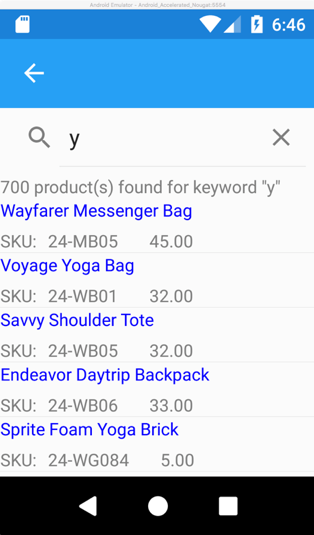 Android Emulator - Android_Accelerated_Nougat:5554
6:46
y
700 product(s) found for keyword "y"
Wayfarer Messenger Bag
SKU: 24-MB05 45.00
Voyage Yoga Bag
SKU: 24-WB01 32.00
Savvy Shoulder Tote
SKU: 24-WB05 32.00
Endeavor Daytrip Backpack
SKU: 24-WB06 33.00
Sprite Foam Yoga Brick
SKU: 24-WG084 5.00